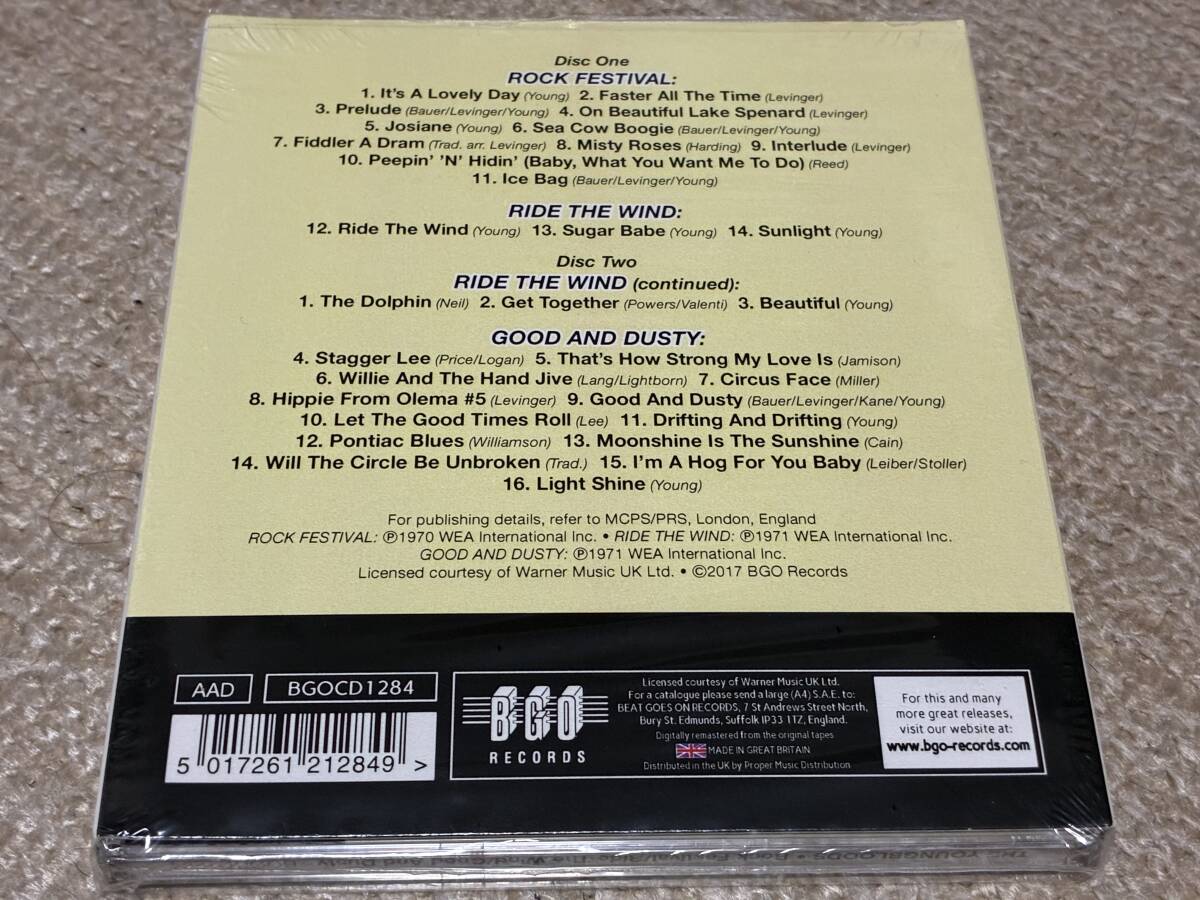 Disc One
ROCK FESTIVAL:
1. It's A Lovely Day (Young) 2. Faster All The Time (Levinger)
3. Prelude (Bauer/Levinger/Young) 4. On Beautiful Lake Spenard (Levinger)
5. Josiane (Young) 6. Sea Cow Boogie (Bauer/Levinger/Young)
7. Fiddler A Dram (Trad. arr. Levinger) 8. Misty Roses (Harding) 9. Interlude (Levinger)
10. Peepin' 'N' Hidin' (Baby, What You Want Me To Do) (Reed)
11. Ice Bag (Bauer/Levinger/Young)
RIDE THE WIND:
12. Ride The Wind (Young) 13. Sugar Babe (Young) 14. Sunlight (Young)
Disc Two
RIDE THE WIND (continued):
1. The Dolphin (Neil) 2. Get Together (Powers/Valenti) 3. Beautiful (Young)
GOOD AND DUSTY:
4. Stagger Lee (Price/Logan) 5. That's How Strong My Love Is (Jamison)
6. Willie And The Hand Jive (Lang/Lightborn) 7. Circus Face (Miller)
8. Hippie From Olema #5 (Levinger) 9. Good And Dusty (Bauer/Levinger/Kane/Young)
10. Let The Good Times Roll (Lee) 11. Drifting And Drifting (Young)
12. Pontiac Blues (Williamson) 13. Moonshine Is The Sunshine (Cain)
14. Will The Circle Be Unbroken (Trad.) 15. I'm A Hog For You Baby (Leiber/Stoller)
16. Light Shine (Young)
For publishing details, refer to MCPS/PRS, London, England
ROCK FESTIVAL: ℗1970 WEA International Inc. • RIDE THE WIND: ℗1971 WEA International Inc.
GOOD AND DUSTY: ℗1971 WEA International Inc.
Licensed courtesy of Warner Music UK Ltd. • ©2017 BGO Records
AAD BGOCD1284
5 017261 212849 >
BGO
RECORDS
Licensed courtesy of Warner Music UK Ltd.
For a catalogue please send a large (A4) S.A.E. to:
BEAT GOES ON RECORDS, 7 St Andrews Street North,
Bury St. Edmunds, Suffolk IP33 1TZ, England.
Digitally remastered from the original tapes
MADE IN GREAT BRITAIN
Distributed in the UK by Proper Music Distribution
For this and many
more great releases,
visit our website at:
www.bgo-records.com
THE YOUNGBLOODS • Rock Festival/Ride The Wind/Good And Dusty